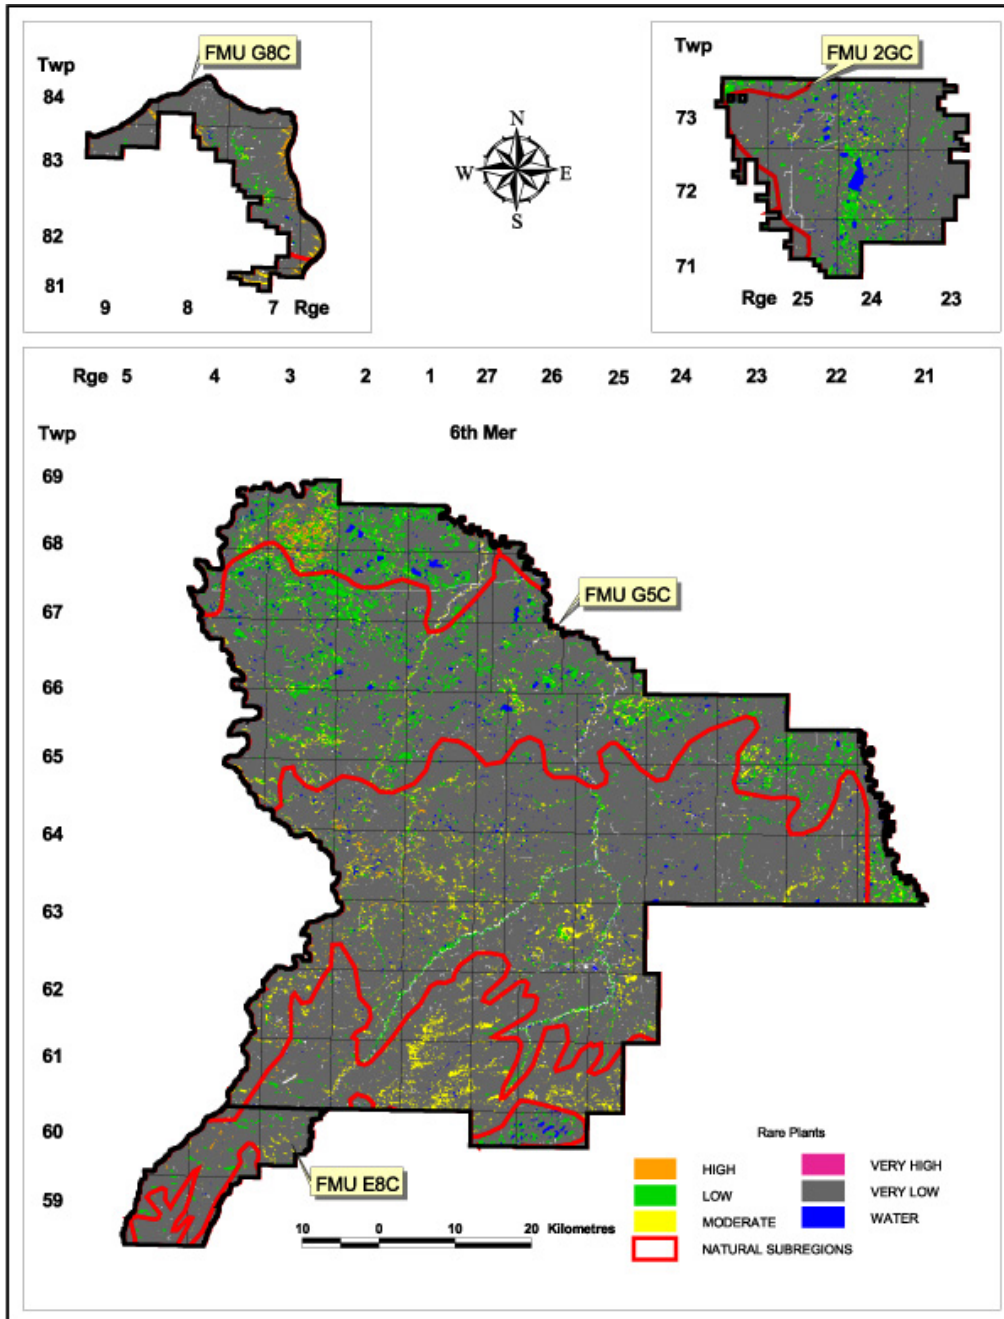 FMU G8C
Twp
84
83
82
81
9 8 7 Rge
N
W E
S
FMU 2GC
Twp
73
72
71
Rge 25 24 23
Rge 5 4 3 2 1 27 26 25 24 23 22 21
Twp 6th Mer
69
68
67
66
65
64
63
62
61
60
59
FMU G5C
FMU E8C
Rare Plants
HIGH VERY HIGH
LOW VERY LOW
MODERATE WATER
NATURAL SUBREGIONS
10 0 10 20 Kilometres